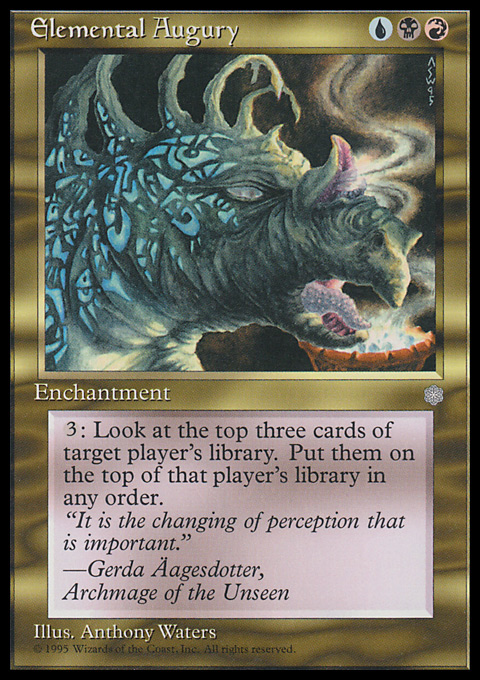 Elemental Augury
AEW
95
Enchantment
3: Look at the top three cards of
target player's library. Put them on
the top of that player's library in
any order.
“It is the changing of perception that
is important.”
—Gerda Äagesdotter,
Archmage of the Unseen
Illus. Anthony Waters
© 1995 Wizards of the Coast, Inc. All rights reserved.